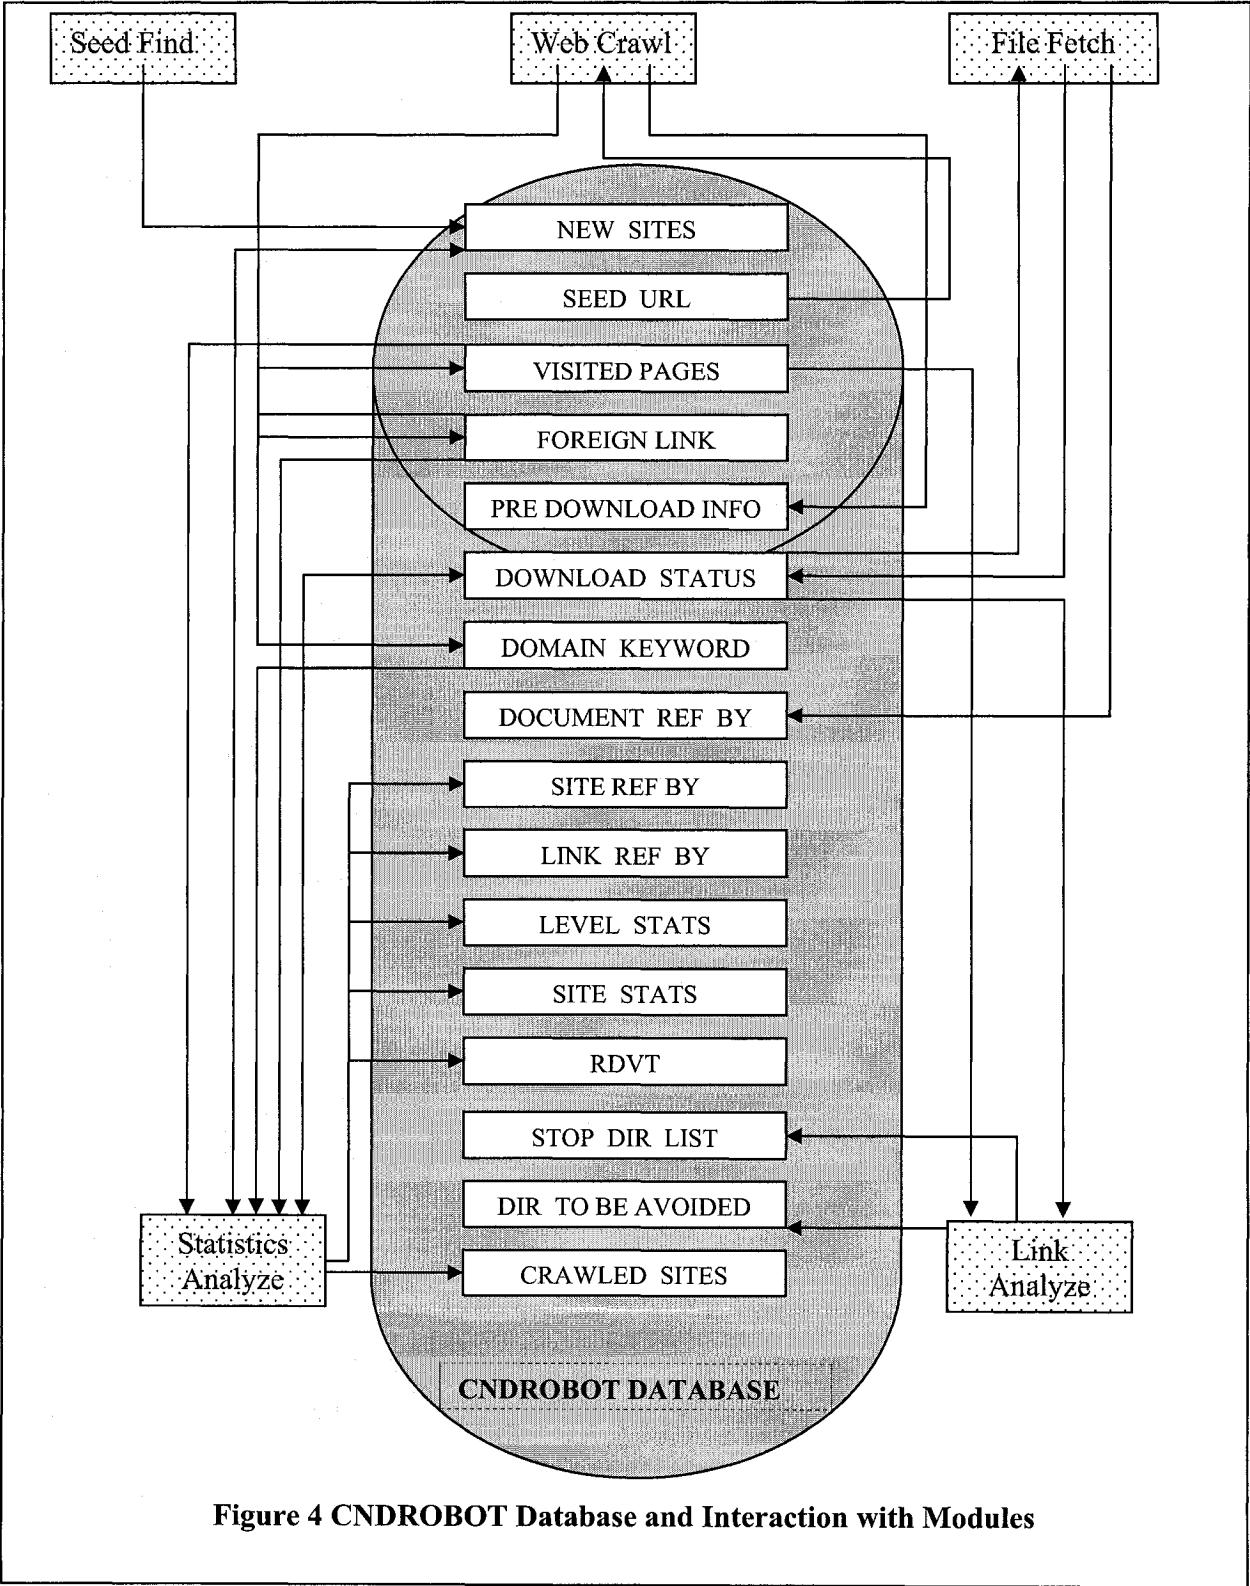 Seed Find
Web Crawl
File Fetch
NEW SITES
SEED URL
VISITED PAGES
FOREIGN LINK
PRE DOWNLOAD INFO
DOWNLOAD STATUS
DOMAIN KEYWORD
DOCUMENT REF BY
SITE REF BY
LINK REF BY
LEVEL STATS
SITE STATS
RDVT
STOP DIR LIST
DIR TO BE AVOIDED
CRAWLED SITES
Statistics
Analyze
Link
Analyze
CNDROBOT DATABASE
Figure 4 CNDROBOT Database and Interaction with Modules